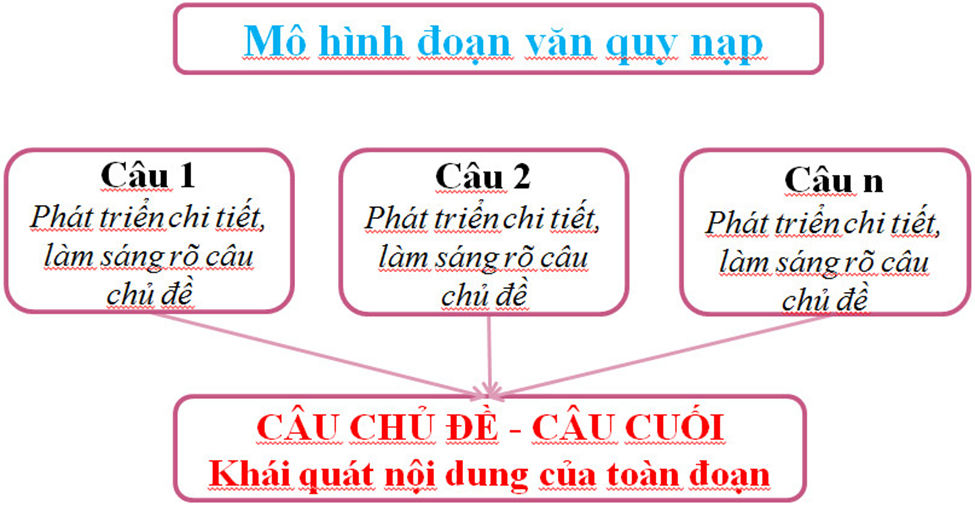 Mô hình đoạn văn quy nạp
Câu 1
Phát triển chi tiết,
làm sáng rõ câu
chủ đề
Câu 2
Phát triển chi tiết,
làm sáng rõ câu
chủ đề
Câu n
Phát triển chi tiết,
làm sáng rõ câu
chủ đề
CÂU CHỦ ĐỀ - CÂU CUỐI
Khái quát nội dung của toàn đoạn